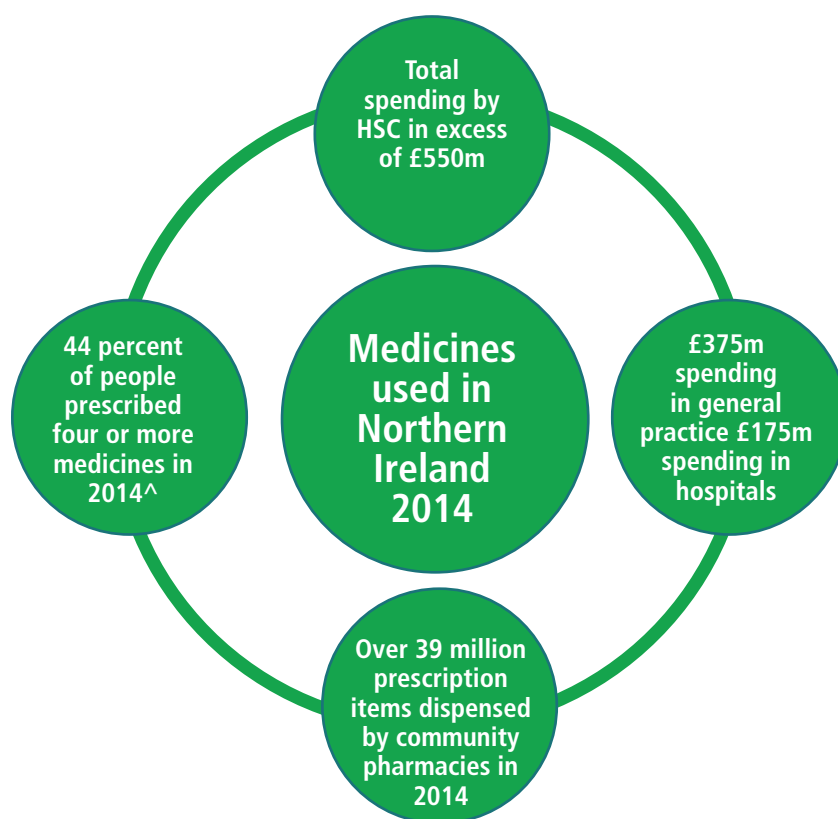 Total
spending by
HSC in excess
of £550m
44 percent
of people
prescribed
four or more
medicines in
2014^
Medicines
used in
Northern
Ireland
2014
£375m
spending
in general
practice £175m
spending in
hospitals
Over 39 million
prescription
items dispensed
by community
pharmacies in
2014